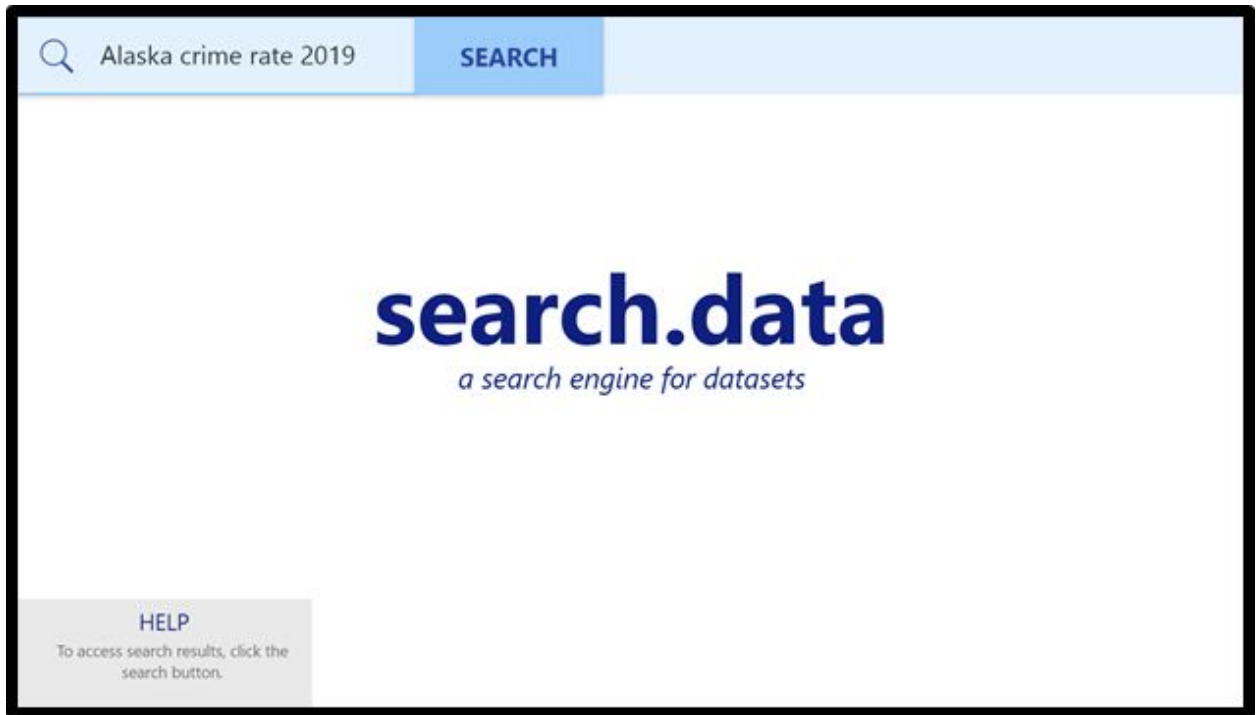 Alaska crime rate 2019
SEARCH
search.data
a search engine for datasets
HELP
To access search results, click the
search button.